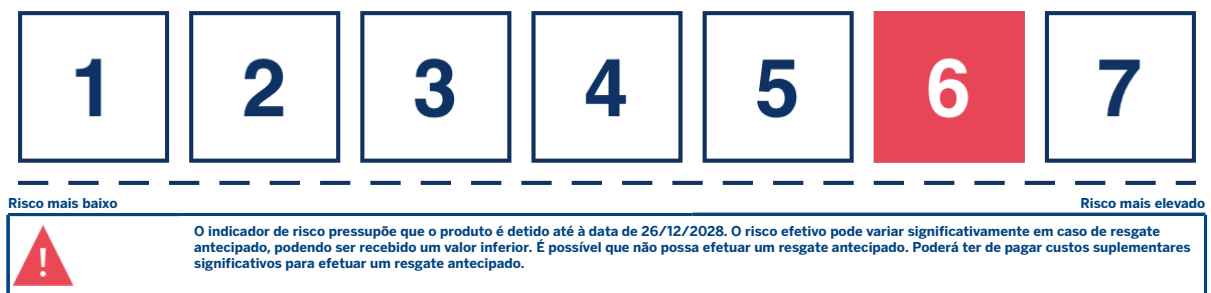 1 2 3 4 5 6 7
Risco mais baixo Risco mais elevado
O indicador de risco pressupõe que o produto é detido até à data de 26/12/2028. O risco efetivo pode variar significativamente em caso de resgate
antecipado, podendo ser recebido um valor inferior. É possível que não possa efetuar um resgate antecipado. Poderá ter de pagar custos suplementares
significativos para efetuar um resgate antecipado.
!